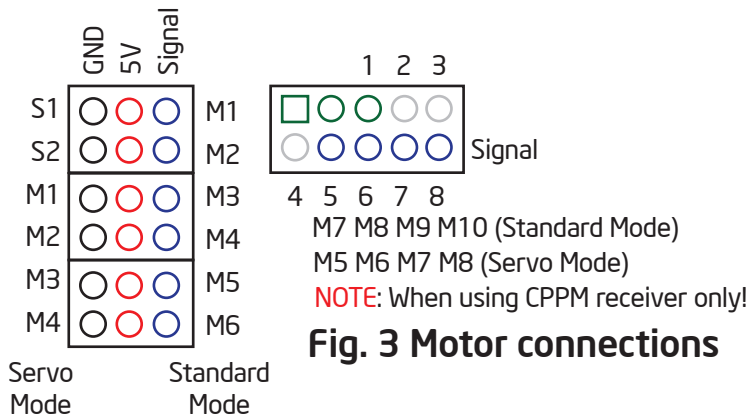 GND 5V Signal
1 2 3
S1 M1
S2 M2 Signal
M1 M3 4 5 6 7 8
M7 M8 M9 M10 (Standard Mode)
M2 M4
M5 M6 M7 M8 (Servo Mode)
M3 M5
NOTE: When using CPPM receiver only!
M4 M6
Fig. 3 Motor connections
Servo Mode
Standard Mode